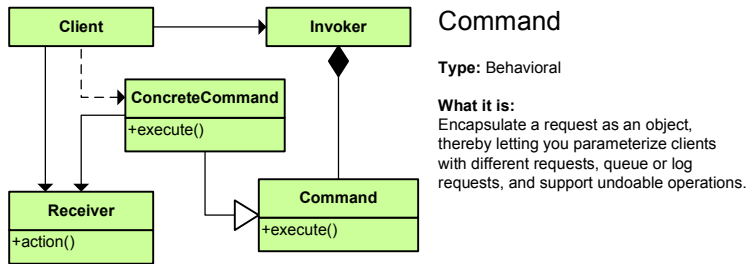 Client
Invoker
ConcreteCommand
+execute()
Receiver
+action()
Command
+execute()
Command
Type: Behavioral
What it is:
Encapsulate a request as an object,
thereby letting you parameterize clients
with different requests, queue or log
requests, and support undoable operations.